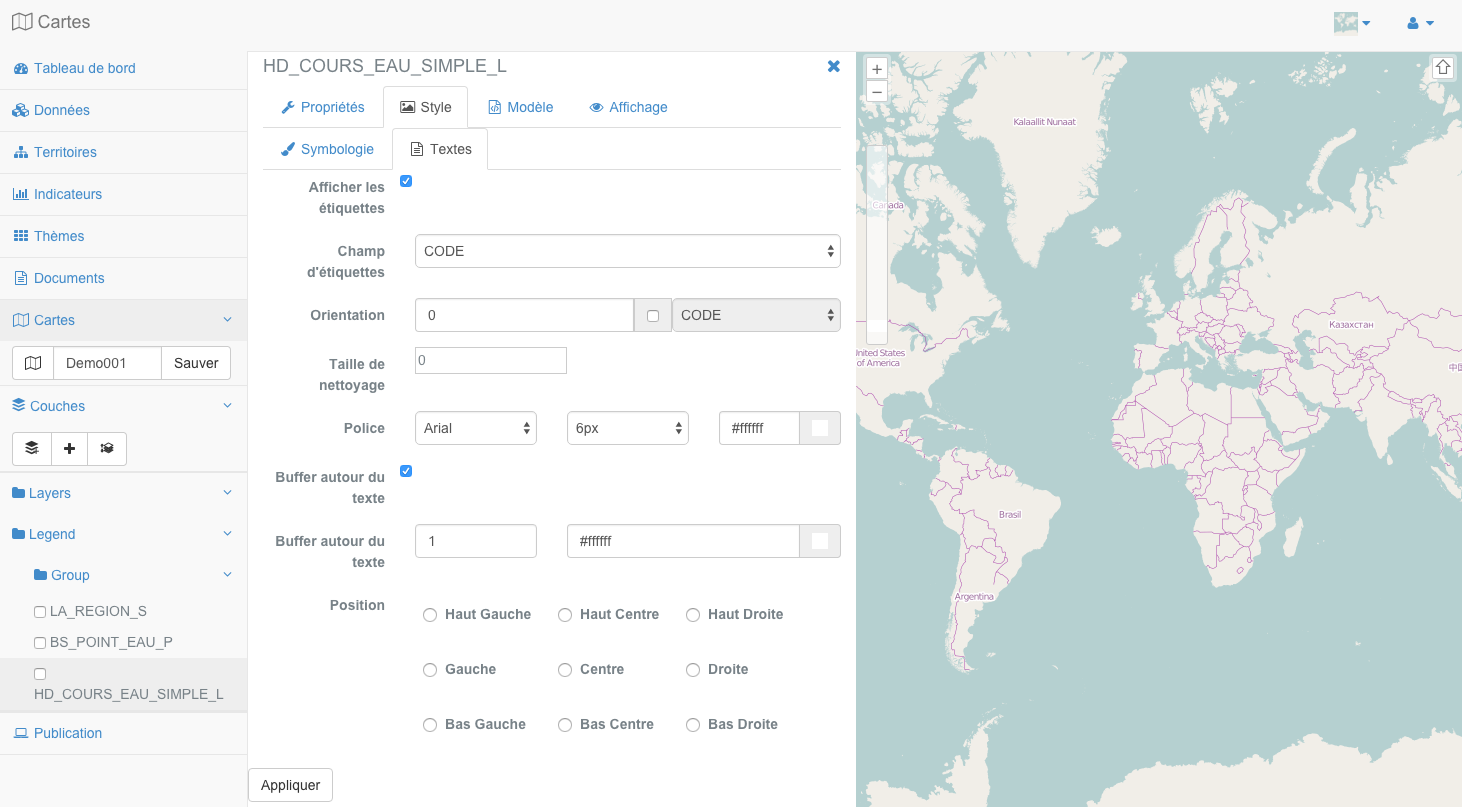 Cartes
Tableau de bord
Données
Territoires
Indicateurs
Thèmes
Documents
Cartes
Demo001 Sauver
Couches
Layers
Legend
Group
LA_REGION_S
BS_POINT_EAU_P
HD_COURS_EAU_SIMPLE_L
Publication
HD_COURS_EAU_SIMPLE_L
Propriétés Style Modèle Affichage
Symbologie Textes
Afficher les
étiquettes
Champ
d'étiquettes
CODE
Orientation 0 CODE
Taille de
nettoyage
0
Police Arial 6px #ffffff
Buffer autour du
texte
Buffer autour du
texte
1 #ffffff
Position
Haut Gauche Haut Centre Haut Droite
Gauche Centre Droite
Bas Gauche Bas Centre Bas Droite
Appliquer
+
−
Kalaallit Nunaat
Canada
United States
of America
Казахстан
中国
Brasil
Argentina